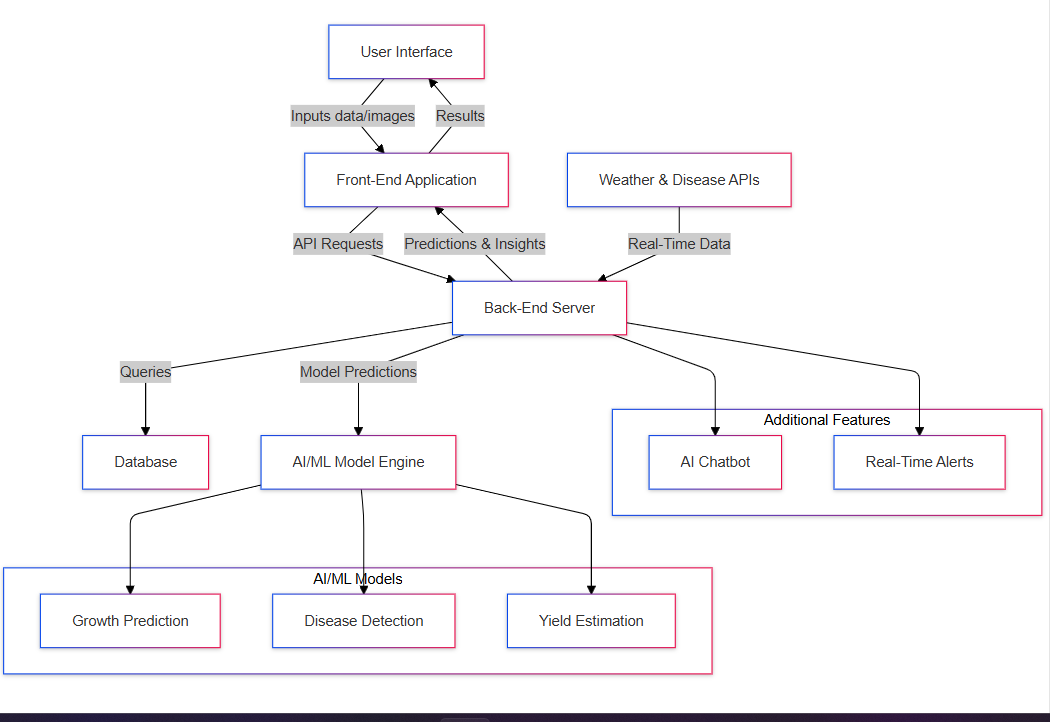 User Interface
Inputs data/images
Results
Front-End Application
Weather & Disease APIs
API Requests
Predictions & Insights
Real-Time Data
Back-End Server
Queries
Model Predictions
Additional Features
Database
AI/ML Model Engine
AI Chatbot
Real-Time Alerts
AI/ML Models
Growth Prediction
Disease Detection
Yield Estimation